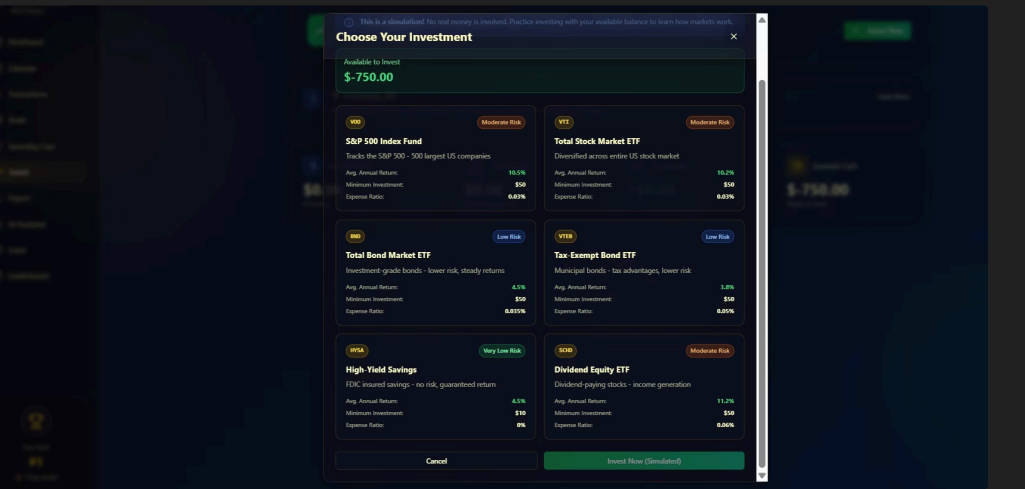 This is a simulation! No real money is involved. Practice investing with your available balance to learn how markets work.
Choose Your Investment
×
Available to Invest
$-750.00
VOO
Moderate Risk
S&P 500 Index Fund
Tracks the S&P 500 - 500 largest US companies
Avg. Annual Return: 10.5%
Minimum Investment: $50
Expense Ratio: 0.03%
VTI
Moderate Risk
Total Stock Market ETF
Diversified across entire US stock market
Avg. Annual Return: 10.2%
Minimum Investment: $50
Expense Ratio: 0.03%
BND
Low Risk
Total Bond Market ETF
Investment-grade bonds - lower risk, steady returns
Avg. Annual Return: 4.5%
Minimum Investment: $50
Expense Ratio: 0.035%
VTEB
Low Risk
Tax-Exempt Bond ETF
Municipal bonds - tax advantages, lower risk
Avg. Annual Return: 3.8%
Minimum Investment: $50
Expense Ratio: 0.05%
HYSA
Very Low Risk
High-Yield Savings
FDIC insured savings - no risk, guaranteed return
Avg. Annual Return: 4.5%
Minimum Investment: $10
Expense Ratio: 0%
SCHD
Moderate Risk
Dividend Equity ETF
Dividend-paying stocks - income generation
Avg. Annual Return: 11.2%
Minimum Investment: $50
Expense Ratio: 0.06%
Cancel
Invest Now (Simulated)
$-750.00